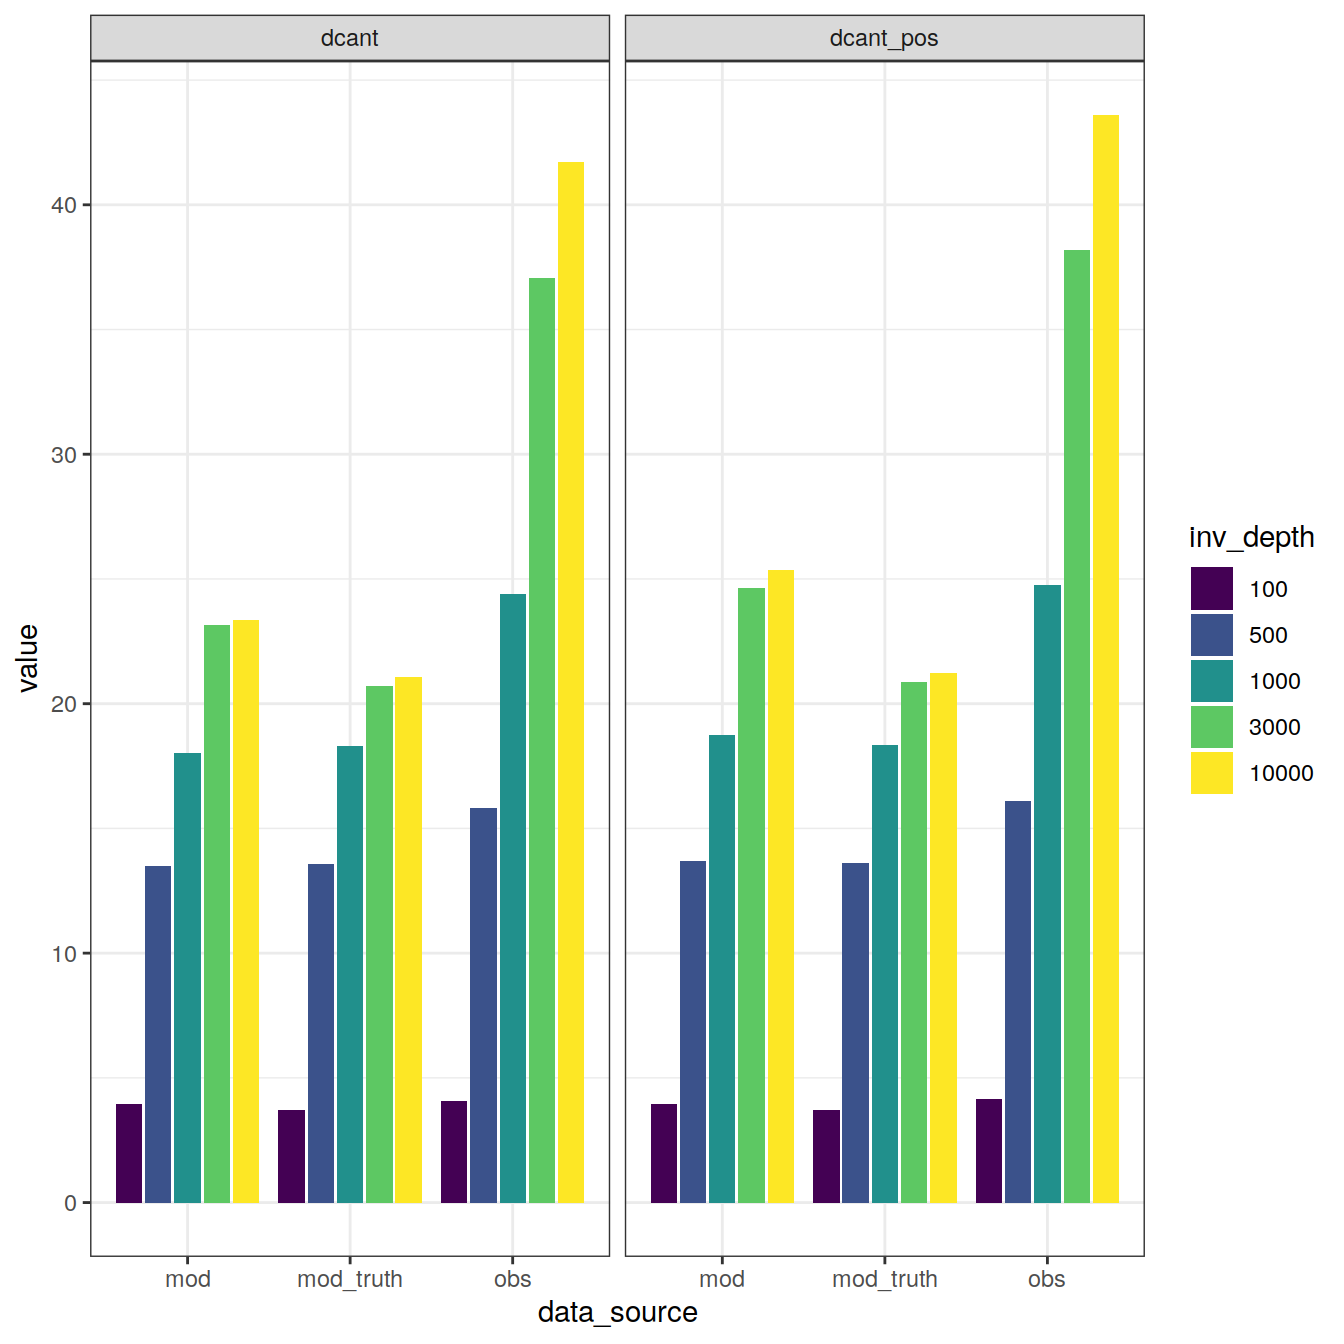 dcant
dcant_pos
value
40
30
20
10
0
mod
mod_truth
obs
mod
mod_truth
obs
data_source
inv_depth
100
500
1000
3000
10000